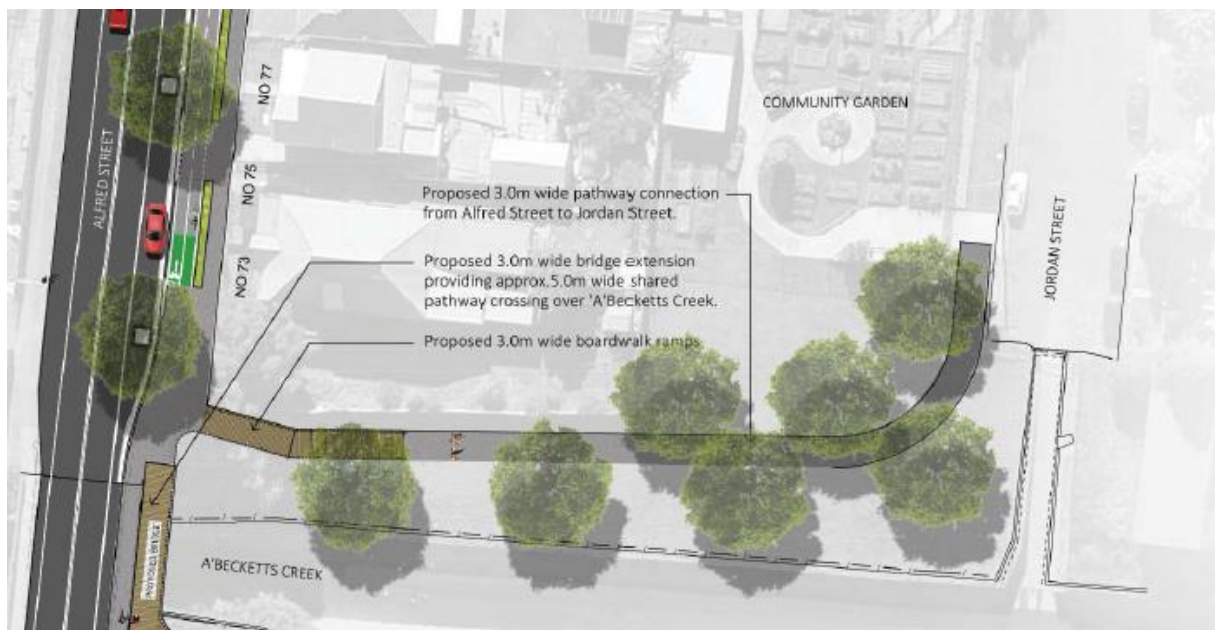 NO 77
COMMUNITY GARDEN
ALFRED STREET
NO 75
Proposed 3.0m wide pathway connection
from Alfred Street to Jordan Street.
JORDAN STREET
NO 73
Proposed 3.0m wide bridge extension
providing approx.5.0m wide shared
pathway crossing over 'A'Becketts Creek.
Proposed 3.0m wide boardwalk ramps
PROPOSED BRIDGE
A'BECKETTS CREEK